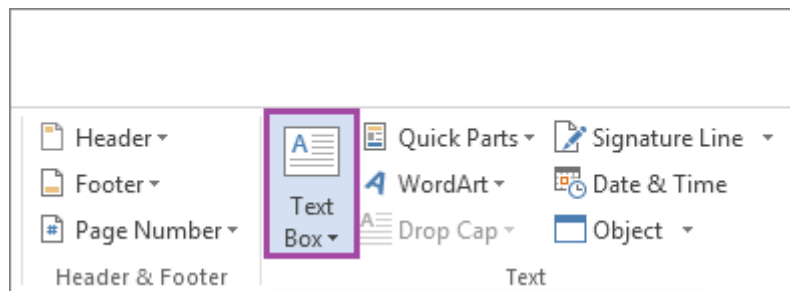 Header
Footer
Page Number
Header & Footer
A
Text
Box
Quick Parts
WordArt
Drop Cap
Signature Line
Date & Time
Object
Text